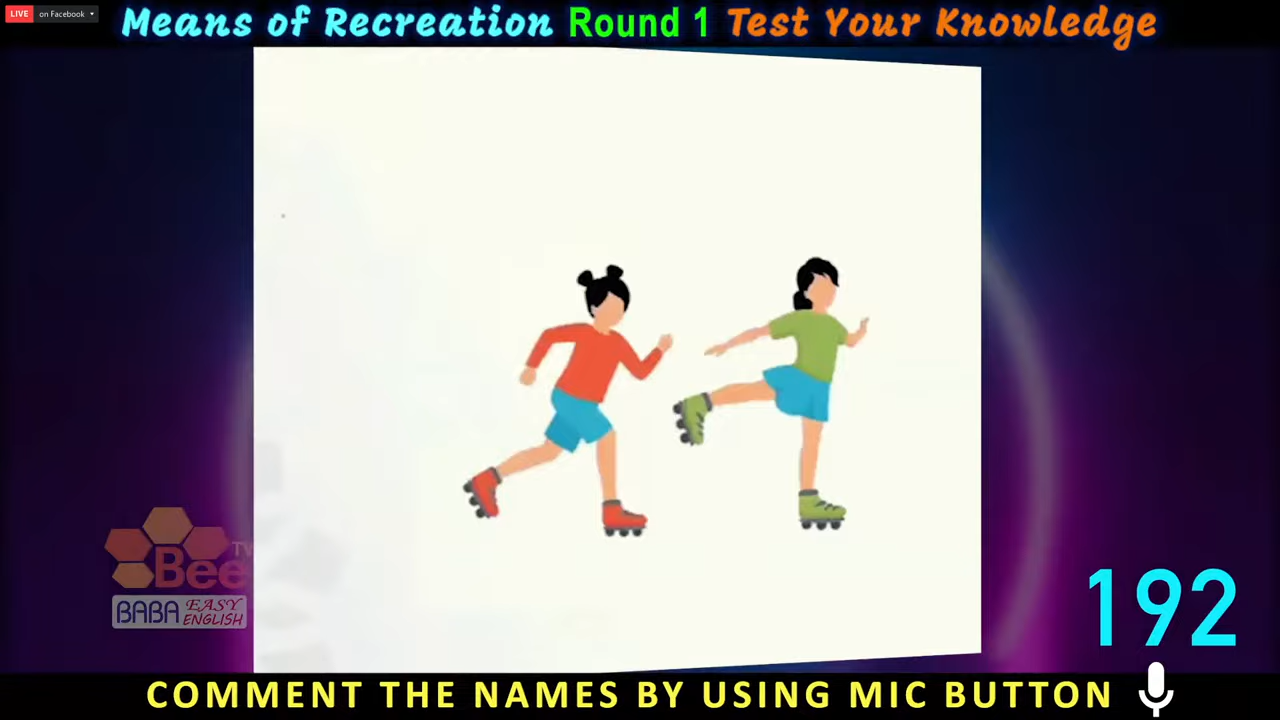 LIVE on Facebook
Means of Recreation Round 1 Test Your Knowledge
Bee TV
BABA EASY ENGLISH
192
COMMENT THE NAMES BY USING MIC BUTTON